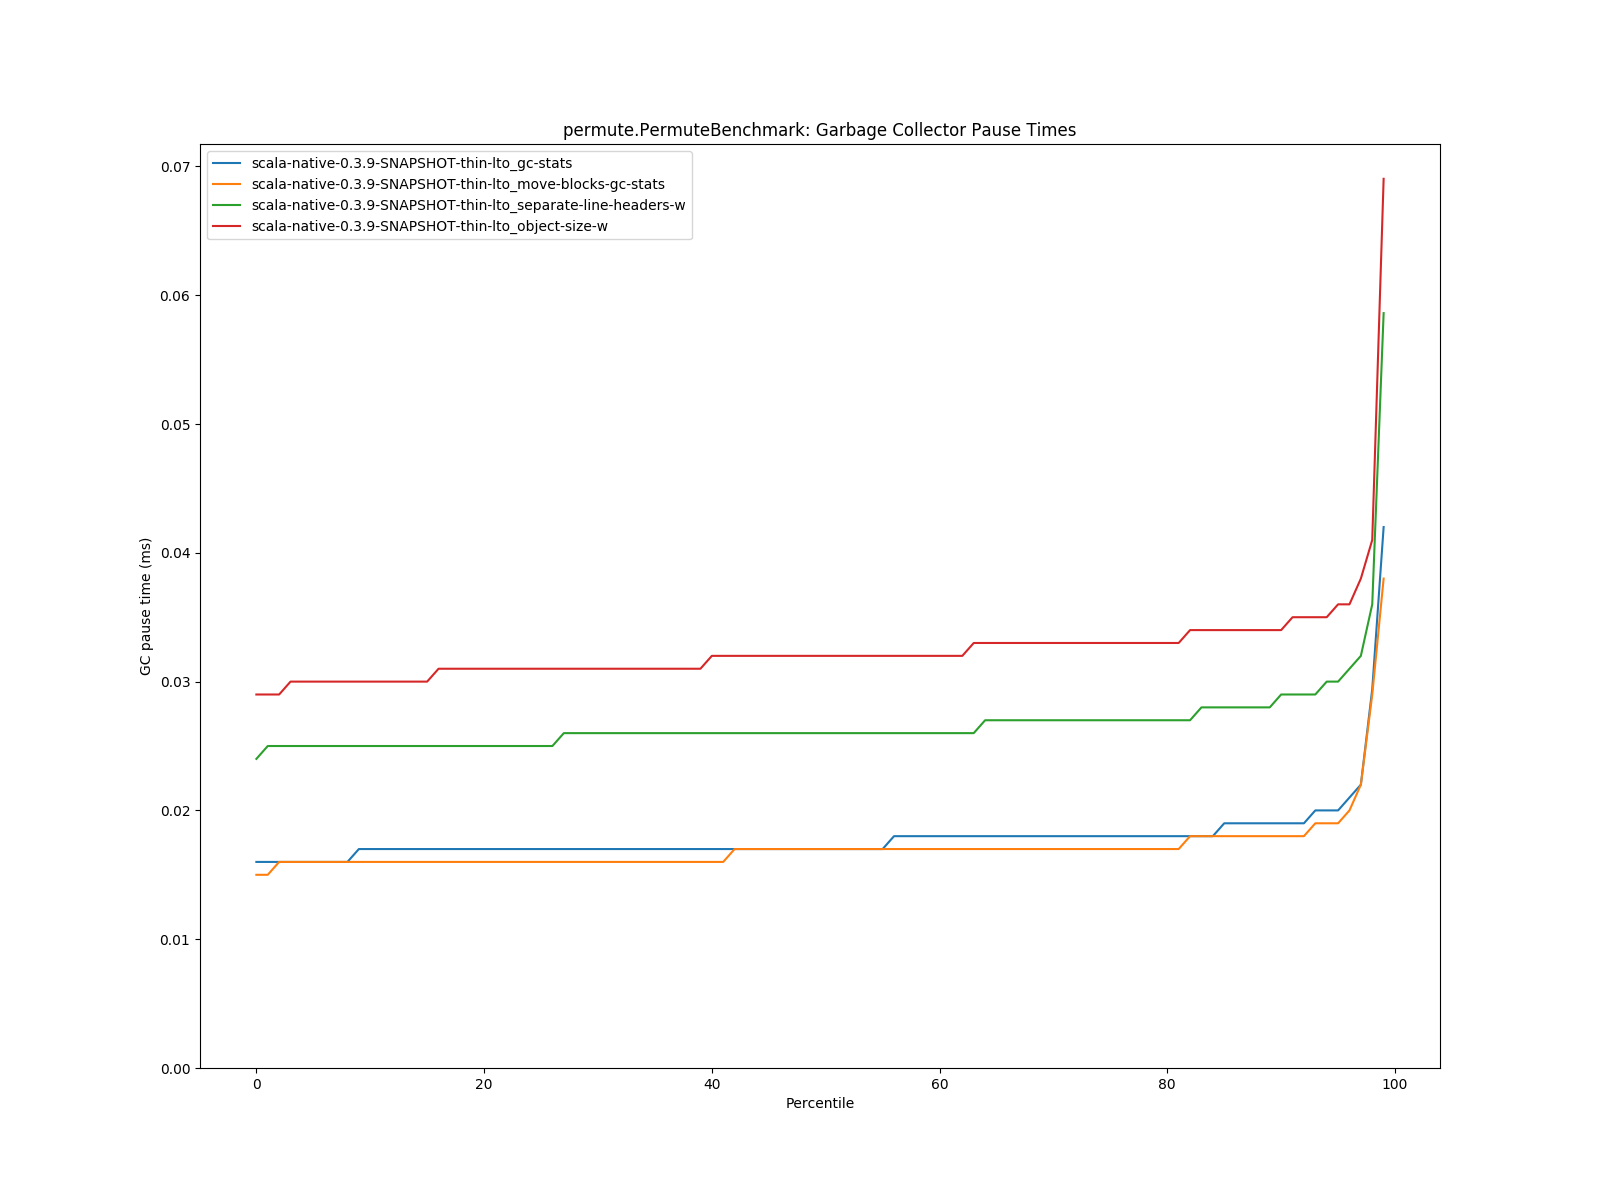 permute.PermuteBenchmark: Garbage Collector Pause Times
scala-native-0.3.9-SNAPSHOT-thin-lto_gc-stats
scala-native-0.3.9-SNAPSHOT-thin-lto_move-blocks-gc-stats
scala-native-0.3.9-SNAPSHOT-thin-lto_separate-line-headers-w
scala-native-0.3.9-SNAPSHOT-thin-lto_object-size-w
GC pause time (ms)
0.07
0.06
0.05
0.04
0.03
0.02
0.01
0.00
0 20 40 60 80 100
Percentile